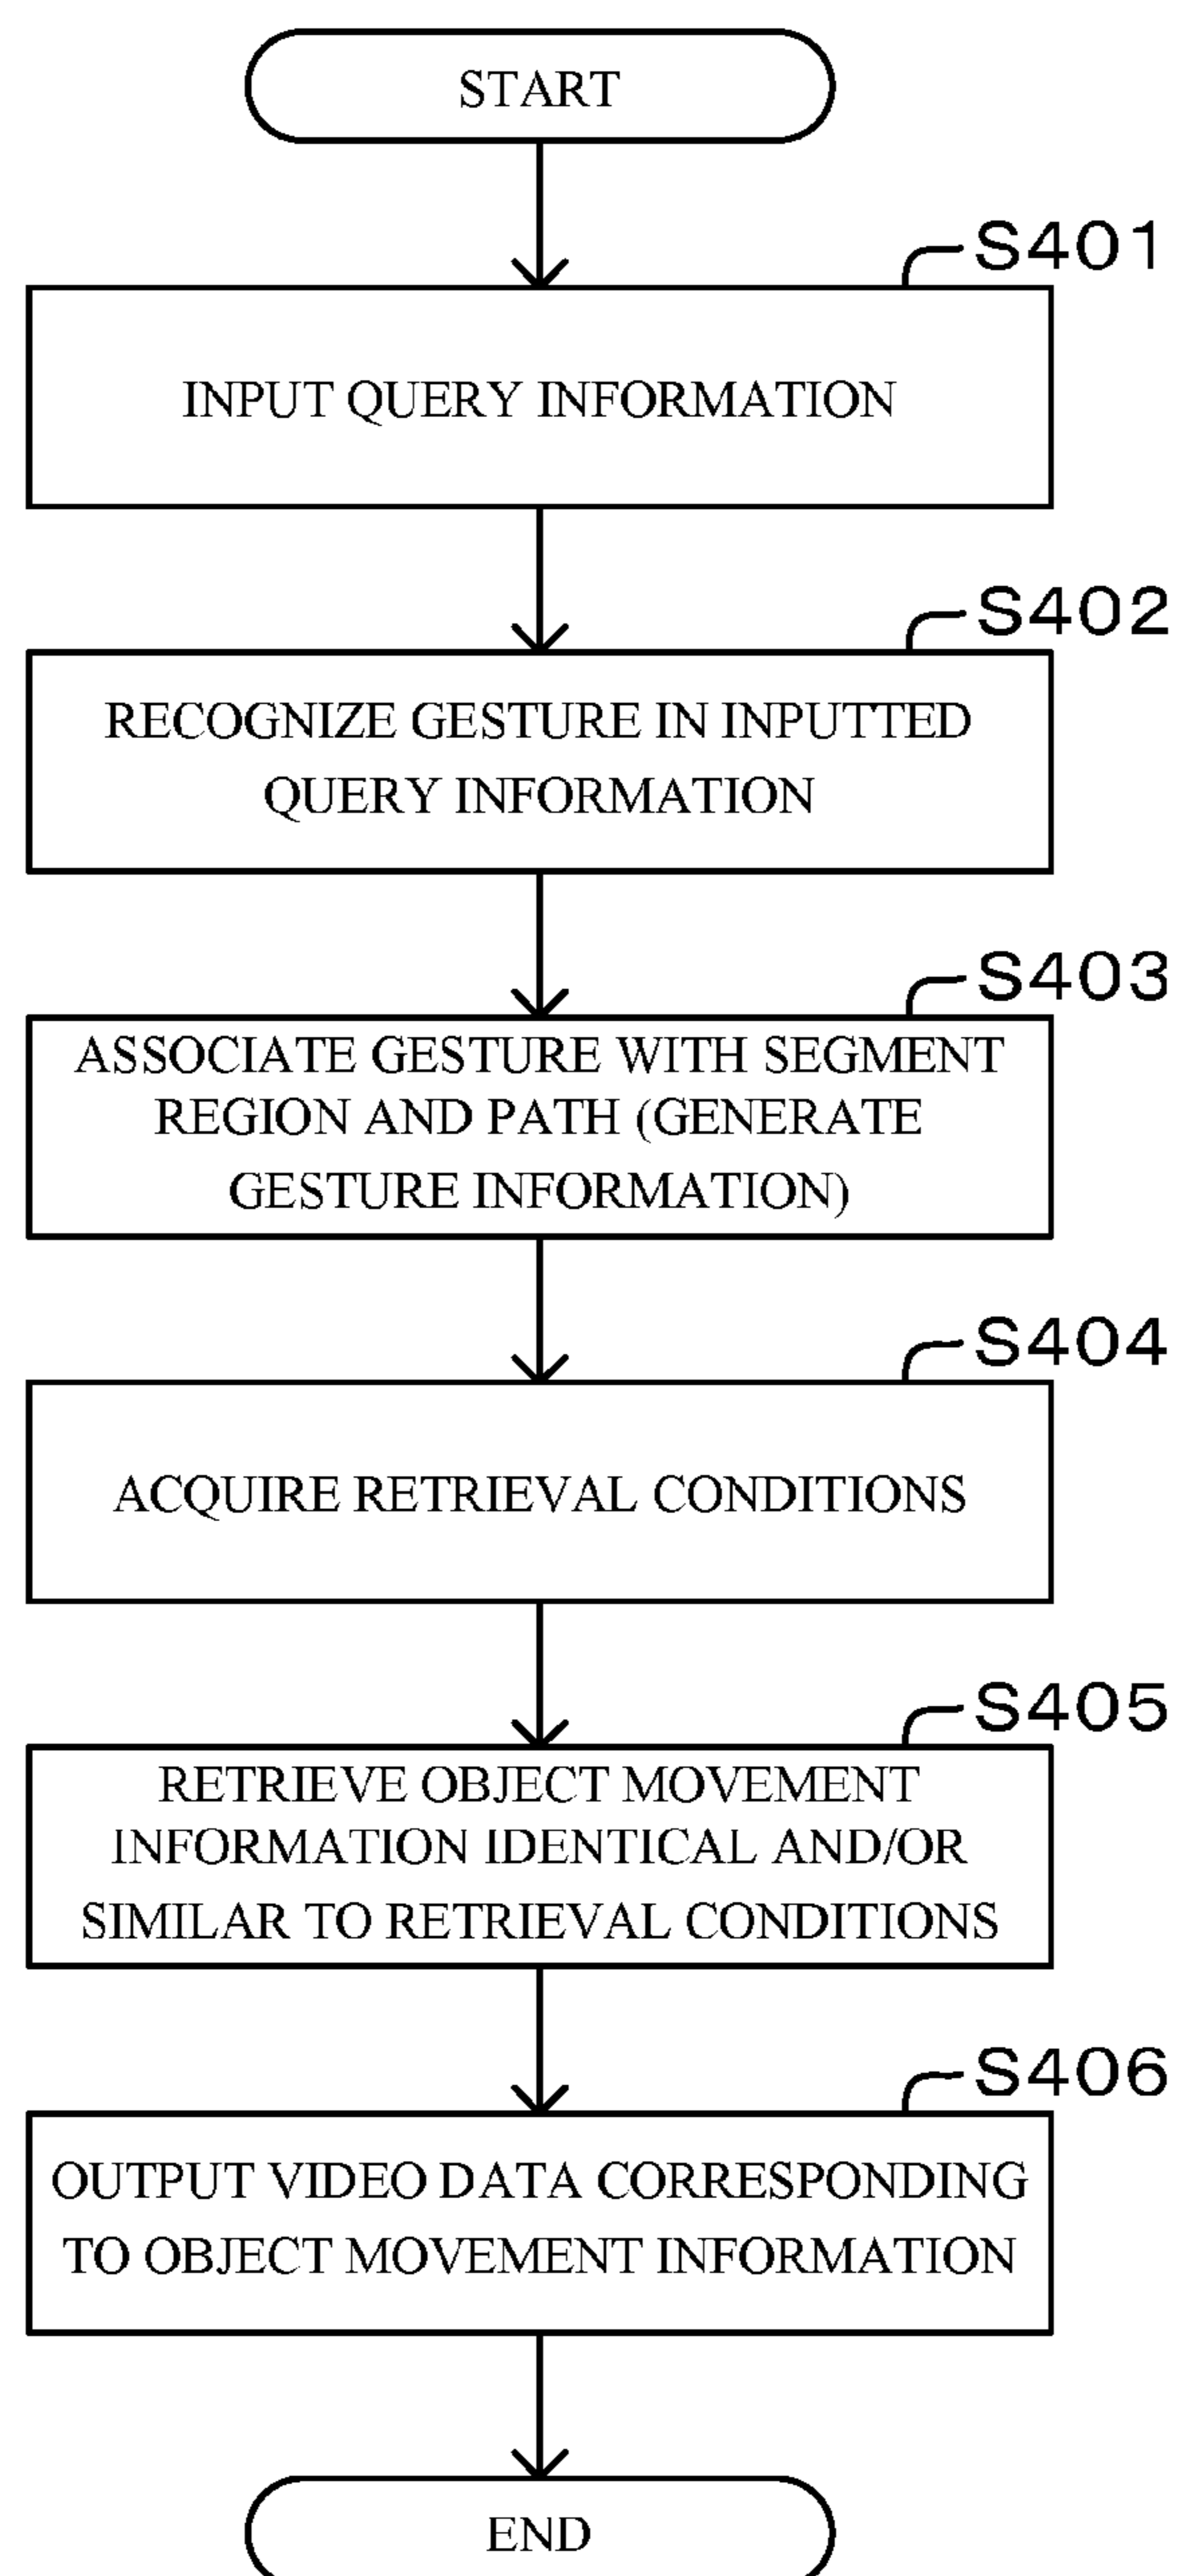 START
S401
INPUT QUERY INFORMATION
S402
RECOGNIZE GESTURE IN INPUTTED
QUERY INFORMATION
S403
ASSOCIATE GESTURE WITH SEGMENT
REGION AND PATH (GENERATE
GESTURE INFORMATION)
S404
ACQUIRE RETRIEVAL CONDITIONS
S405
RETRIEVE OBJECT MOVEMENT
INFORMATION IDENTICAL AND/OR
SIMILAR TO RETRIEVAL CONDITIONS
S406
OUTPUT VIDEO DATA CORRESPONDING
TO OBJECT MOVEMENT INFORMATION
END